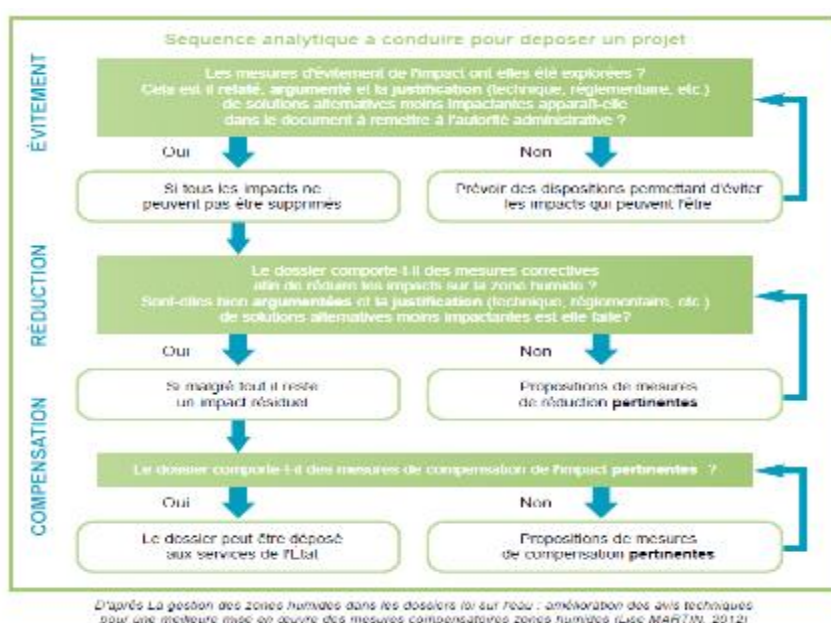 Séquence analytique à conduire pour déposer un projet
ÉVITEMENT
Les mesures d'évitement de l'impact ont elles été explorées ?
Cela est il relaté, argumenté et la justification (technique, réglementaire, etc.)
de solutions alternatives moins impactantes apparaît-elle
dans le document à remettre à l'autorité administrative ?
Oui
Non
Si tous les impacts ne
peuvent pas être supprimés
Prévoir des dispositions permettant d'éviter
les impacts qui peuvent l'être
RÉDUCTION
Le dossier comporte-t-il des mesures correctives
afin de réduire les impacts sur la zone humide ?
Sont-elles bien argumentées et la justification (technique, réglementaire, etc.)
de solutions alternatives moins impactantes est elle faite?
Oui
Non
Si malgré tout il reste
un impact résiduel
Propositions de mesures
de réduction pertinentes
COMPENSATION
Le dossier comporte-t-il des mesures de compensation de l'impact pertinentes ?
Oui
Non
Le dossier peut être déposé
aux services de l'État
Propositions de mesures
de compensation pertinentes
D'après La gestion des zones humides dans les dossiers loi sur l'eau : amélioration des avis techniques
pour une meilleure mise en œuvre des mesures compensatoires zones humides (Lise MARTIN, 2012)